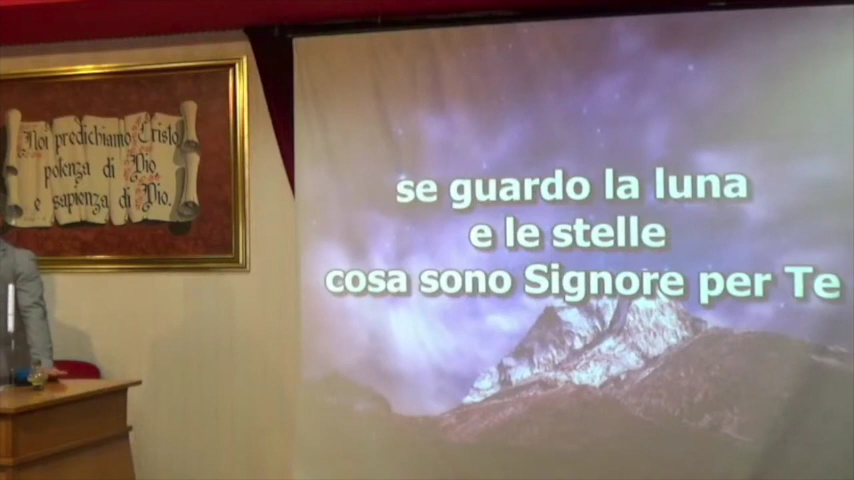 Noi predichiamo Cristo
potenza di Dio
e sapienza di Dio.
se guardo la luna
e le stelle
cosa sono Signore per Te